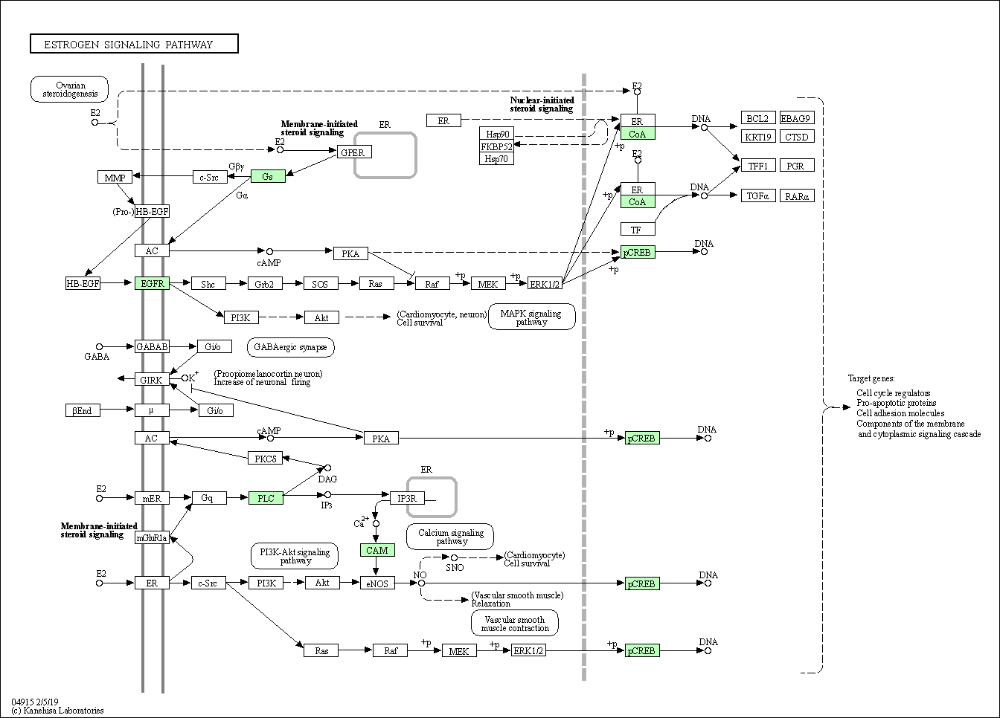 ESTROGEN SIGNALING PATHWAY
Ovarian
steroidogenesis
E2
E2
Nuclear-initiated
steroid signaling
Membrane-initiated
steroid signaling
ER
ER
ER
CoA
DNA
BCL2
EBAG9
KRT19
CTSD
Hsp90
FKBP52
Hsp70
E2
GPER
+p
E2
TFF1
PGR
MMP
c-Src
Gβγ
Gs
Gα
ER
CoA
+p
DNA
TGFα
RARα
(Pro-)
HB-EGF
TF
AC
cAMP
PKA
pCREB
DNA
+p
HB-EGF
EGFR
Shc
Grb2
SOS
Ras
Raf
+p
MEK
+p
ERK1/2
PI3K
Akt
(Cardiomyocyte, neuron)
Cell survival
MAPK signaling
pathway
GABA
GABAB
Gi/o
GABAergic synapse
GIRK
K+
(Proopiomelanocortin neuron)
Increase of neuronal firing
βEnd
μ
Gi/o
Target genes:
Cell cycle regulators
Pro-apoptotic proteins
Cell adhesion molecules
Components of the membrane
and cytoplasmic signaling cascade
AC
cAMP
PKA
+p
pCREB
DNA
PKCδ
DAG
E2
mER
Gq
PLC
IP3
ER
IP3R
Ca2+
Membrane-initiated
steroid signaling
mGluR1a
PI3K-Akt signaling
pathway
CAM
Calcium signaling
pathway
SNO
(Cardiomyocyte)
Cell survival
E2
ER
c-Src
PI3K
Akt
eNOS
NO
pCREB
DNA
(Vascular smooth muscle)
Relaxation
Vascular smooth
muscle contraction
Ras
Raf
+p
MEK
+p
ERK1/2
+p
pCREB
DNA
04915 2/5/19
(c) Kanehisa Laboratories